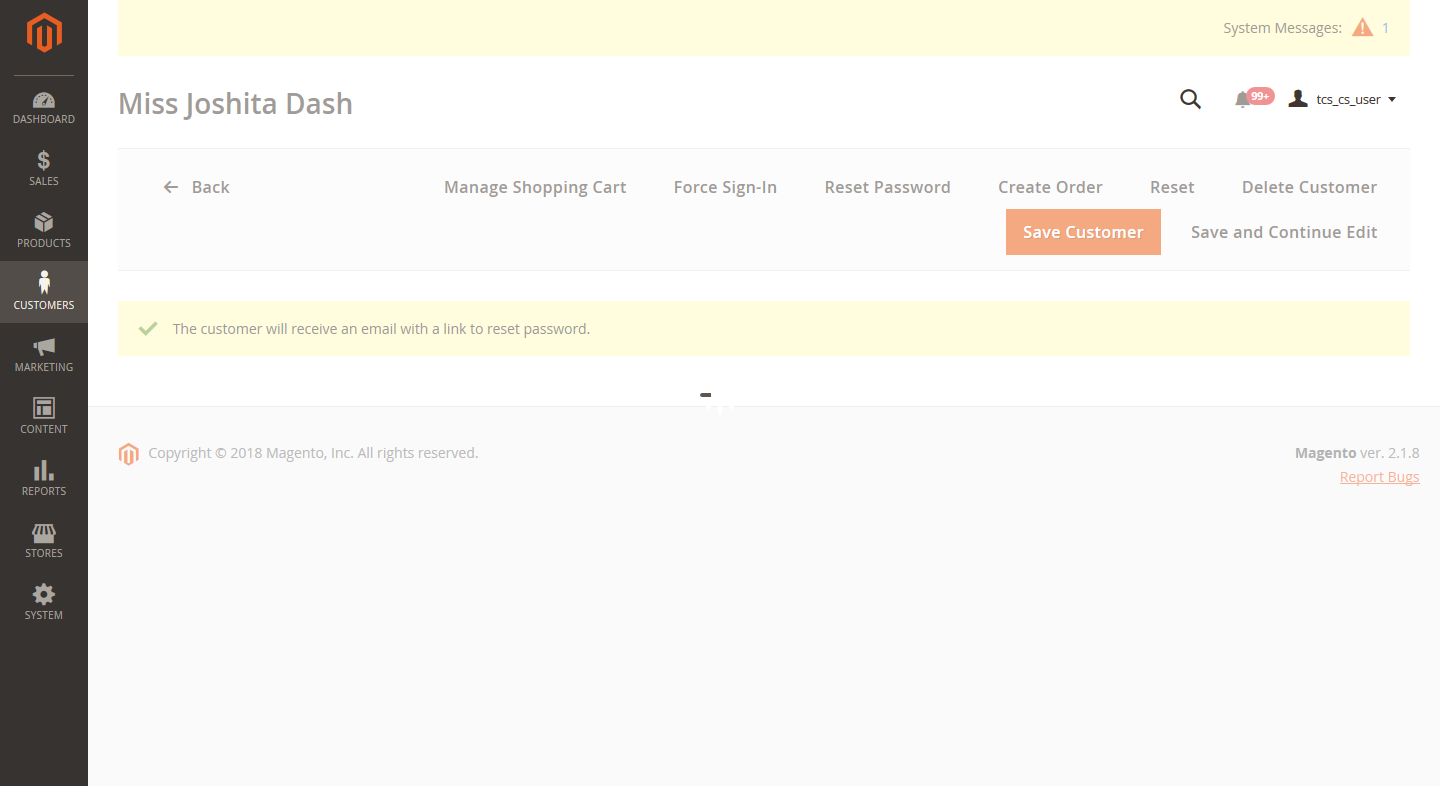 System Messages: 1
Miss Joshita Dash
99+
tcs_cs_user
Back
Manage Shopping Cart
Force Sign-In
Reset Password
Create Order
Reset
Delete Customer
Save Customer
Save and Continue Edit
The customer will receive an email with a link to reset password.
DASHBOARD
SALES
PRODUCTS
CUSTOMERS
MARKETING
CONTENT
REPORTS
STORES
SYSTEM
Copyright © 2018 Magento, Inc. All rights reserved.
Magento ver. 2.1.8
Report Bugs